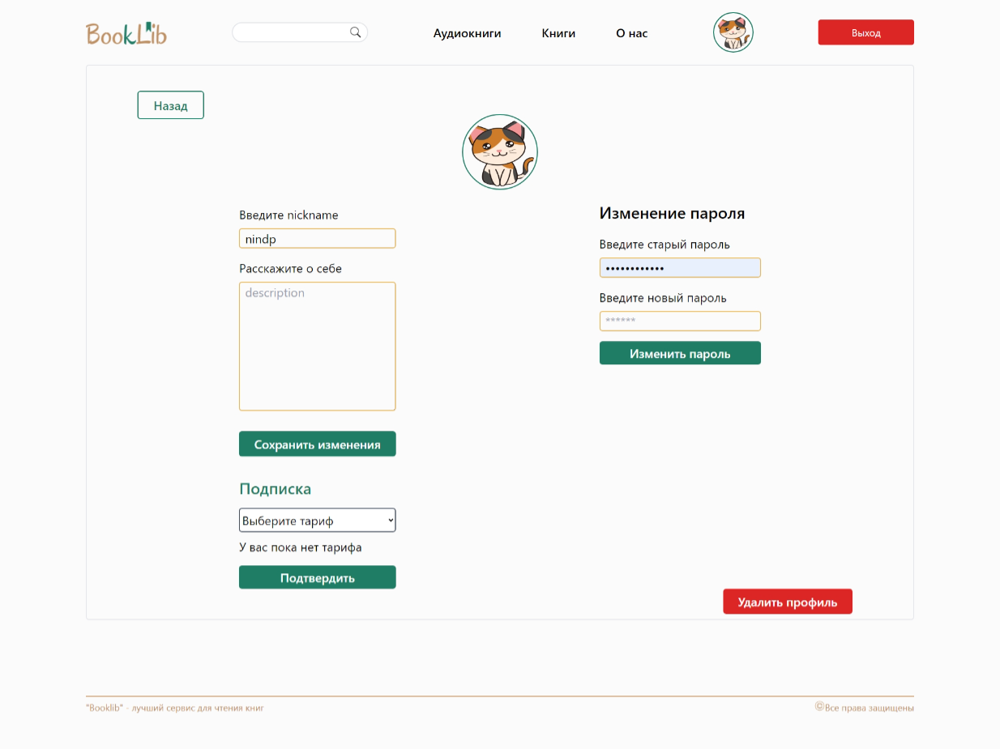 BookLib
Аудиокниги
Книги
О нас
Выход
Назад
Введите nickname
nindp
Расскажите о себе
description
Сохранить изменения
Подписка
Выберите тариф
У вас пока нет тарифа
Подтвердить
Изменение пароля
Введите старый пароль
••••••••••••
Введите новый пароль
******
Изменить пароль
Удалить профиль
"Booklib" - лучший сервис для чтения книг
©Все права защищены